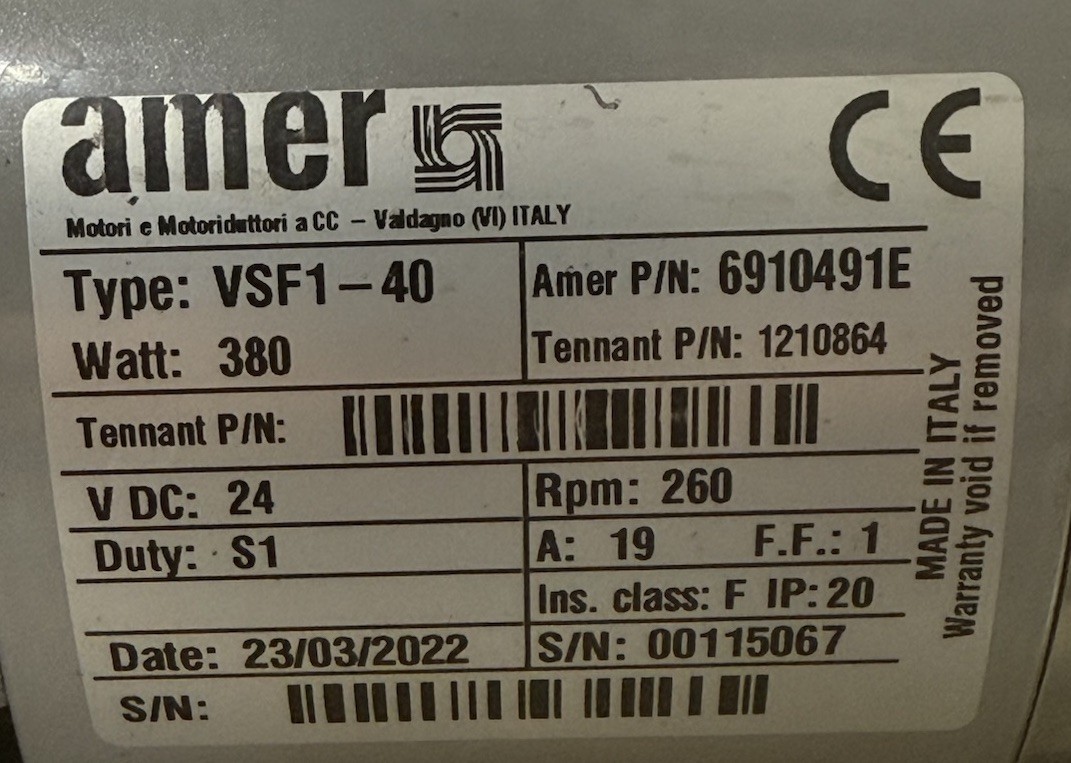 amer
CE
Motori e Motoriduttori a CC – Valdagno (VI) ITALY
Type: VSF1–40
Amer P/N: 6910491E
Watt: 380
Tennant P/N: 1210864
Tennant P/N:
V DC: 24
Rpm: 260
Duty: S1
A: 19 F.F.: 1
Ins. class: F IP: 20
Date: 23/03/2022
S/N: 00115067
S/N:
MADE IN ITALY
Warranty void if removed